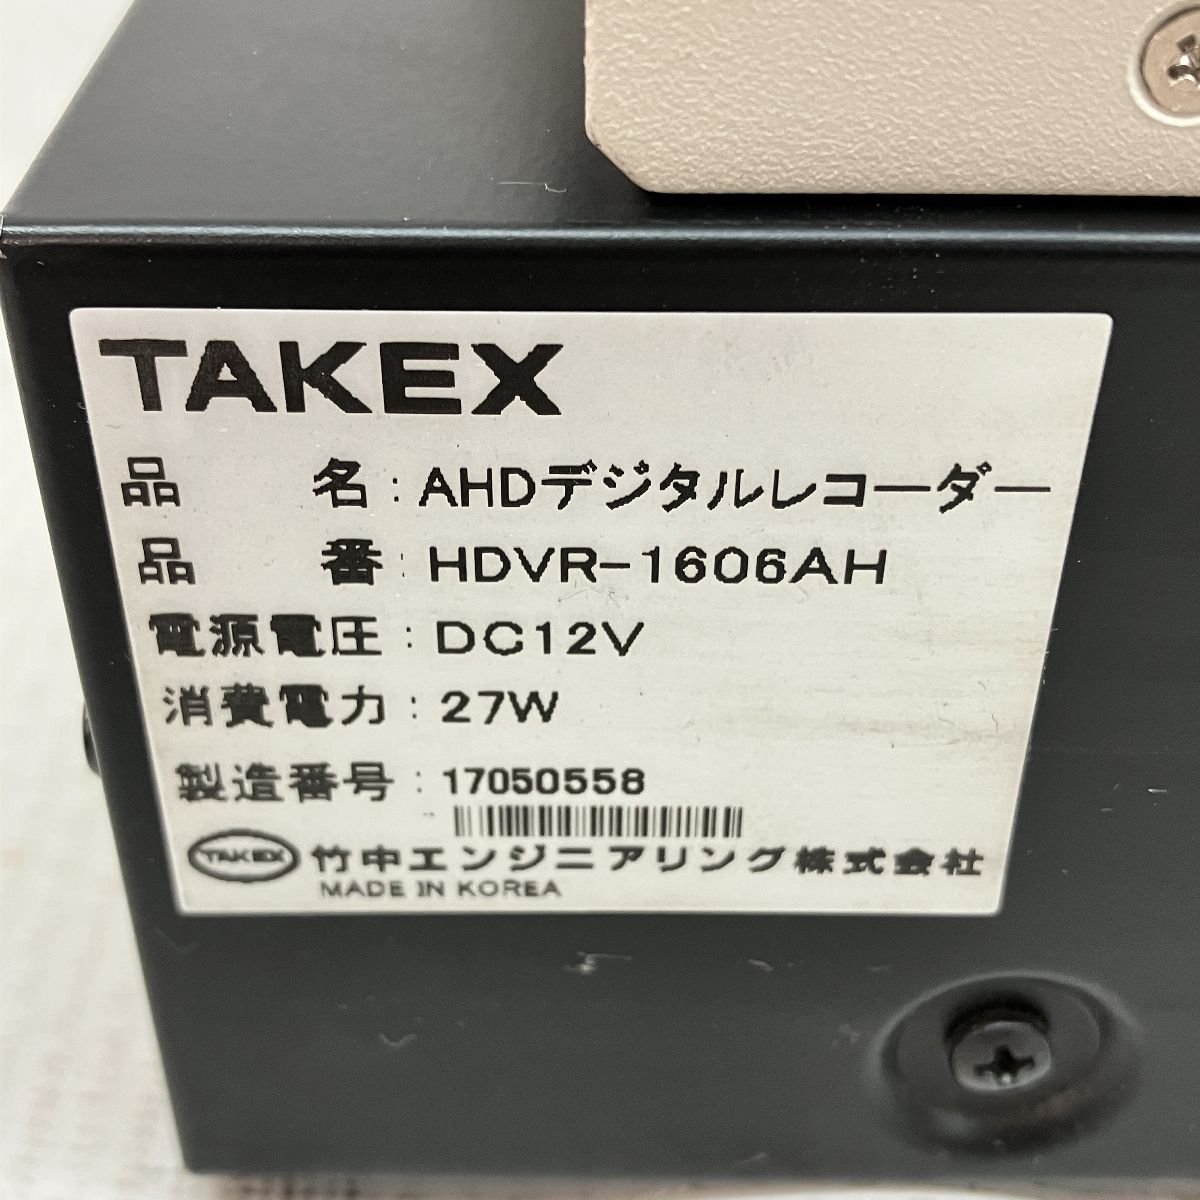 TAKEX
品名：AHDデジタルレコーダー
品番：HDVR-1606AH
電源電圧：DC12V
消費電力：27W
製造番号：17050558
TAKEX 竹中エンジニアリング株式会社
MADE IN KOREA